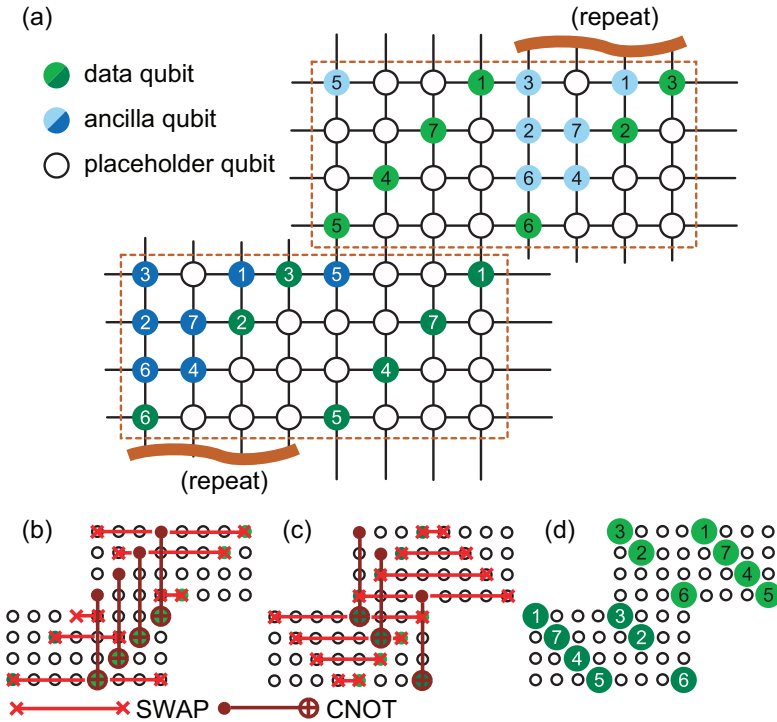 (a)
(repeat)
data qubit
ancilla qubit
placeholder qubit
5 1 3 1 3
7 2 7 2
4 6 4
5 6
3 1 3 5 1
2 7 2 7
6 4 4
6 5
(repeat)
(b) (c) (d)
3 1
2 7
4
6 5
1 3
7 2
4
5 6
SWAP CNOT